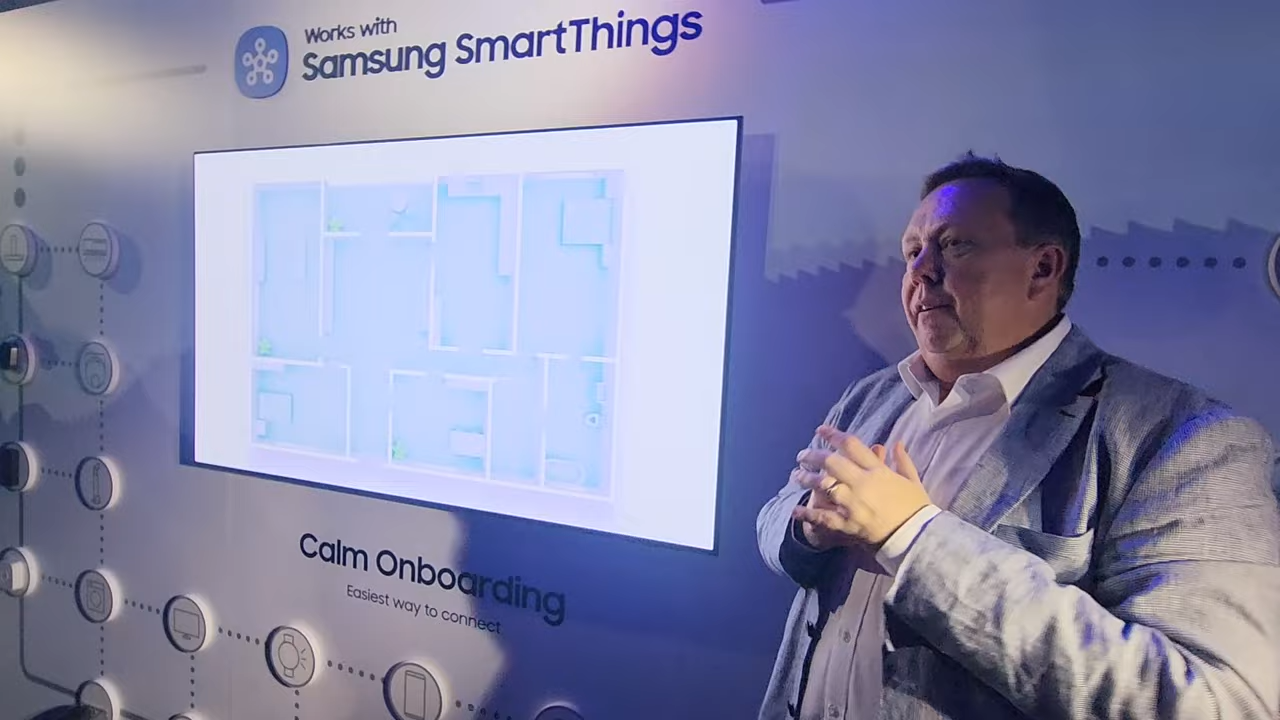 Works with
Samsung SmartThings
Calm Onboarding
Easiest way to connect